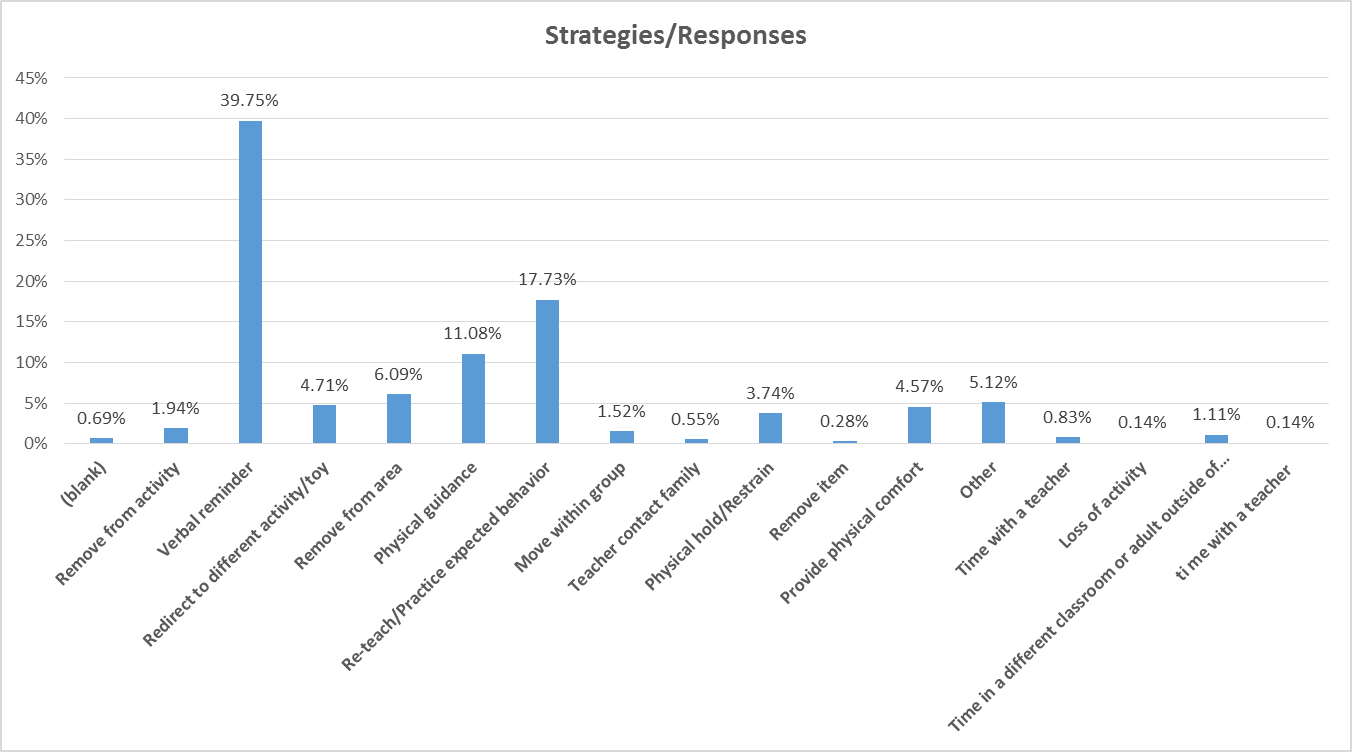 Strategies/Responses
45%
40%
35%
30%
25%
20%
15%
10%
5%
0%
0.69%
1.94%
39.75%
4.71%
6.09%
11.08%
17.73%
1.52%
0.55%
3.74%
0.28%
4.57%
5.12%
0.83%
0.14%
1.11%
0.14%
(blank)
Remove from activity
Verbal reminder
Redirect to different activity/toy
Remove from area
Physical guidance
Re-teach/Practice expected behavior
Move within group
Teacher contact family
Physical hold/Restrain
Remove item
Provide physical comfort
Other
Time with a teacher
Loss of activity
Time in a different classroom or adult outside of...
ti me with a teacher